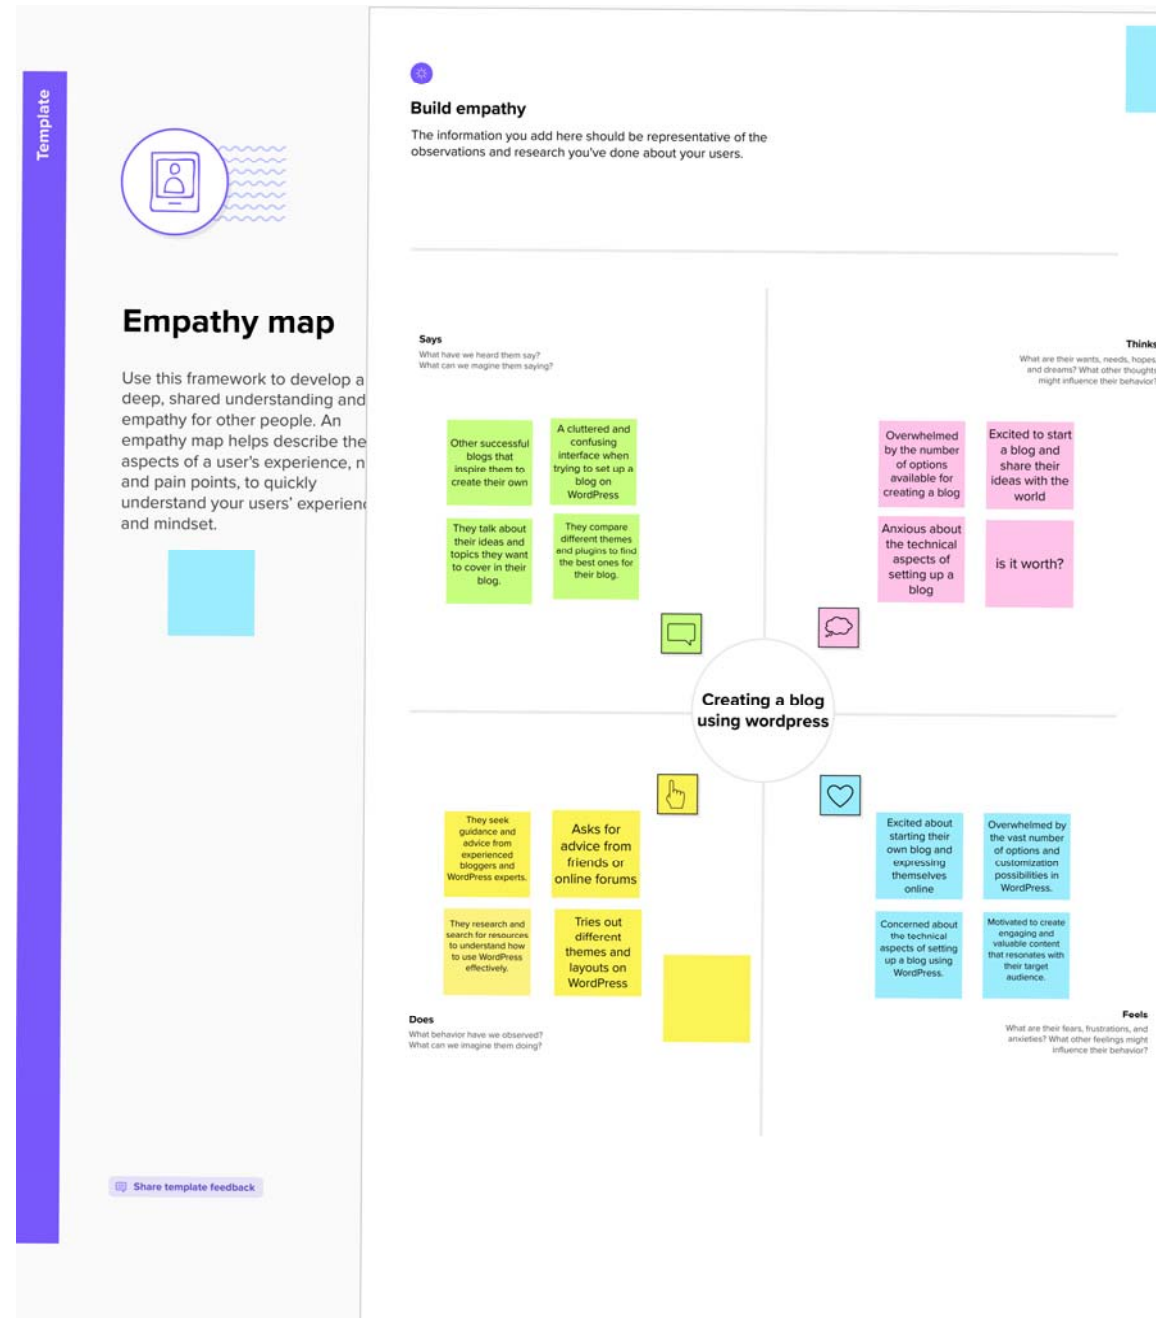 Template
Empathy map
Use this framework to develop a
deep, shared understanding and
empathy for other people. An
empathy map helps describe the
aspects of a user's experience, n
and pain points, to quickly
understand your users' experienc
and mindset.
Share template feedback
Build empathy
The information you add here should be representative of the
observations and research you've done about your users.
Says
What have we heard them say?
What can we magine them saying?
Other successful
blogs that
inspire them to
create their own
A cluttered and
confusing
interface when
trying to set up a
blog on
WordPress
They talk about
their ideas and
topics they want
to cover in their
blog.
They compare
different themes
and plugins to find
the best ones for
their blog.
Thinks
What are their wants, needs, hopes
and dreams? What other thoughts
might influence their behavior?
Overwhelmed
by the number
of options
available for
creating a blog
Excited to start
a blog and
share their
ideas with the
world
Anxious about
the technical
aspects of
setting up a
blog
is it worth?
Creating a blog
using wordpress
They seek
guidance and
advice from
experienced
bloggers and
WordPress experts.
Asks for
advice from
friends or
online forums
They research and
search for resources
to understand how
to use WordPress
effectively.
Tries out
different
themes and
layouts on
WordPress
Does
What behavior have we observed?
What can we imagine them doing?
Excited about
starting their
own blog and
expressing
themselves
online
Overwhelmed by
the vast number
of options and
customization
possibilities in
WordPress.
Concerned about
the technical
aspects of setting
up a blog using
WordPress.
Motivated to create
engaging and
valuable content
that resonates with
their target
audience.
Feels
What are their fears, frustrations, and
anxieties? What other feelings might
influence their behavior?